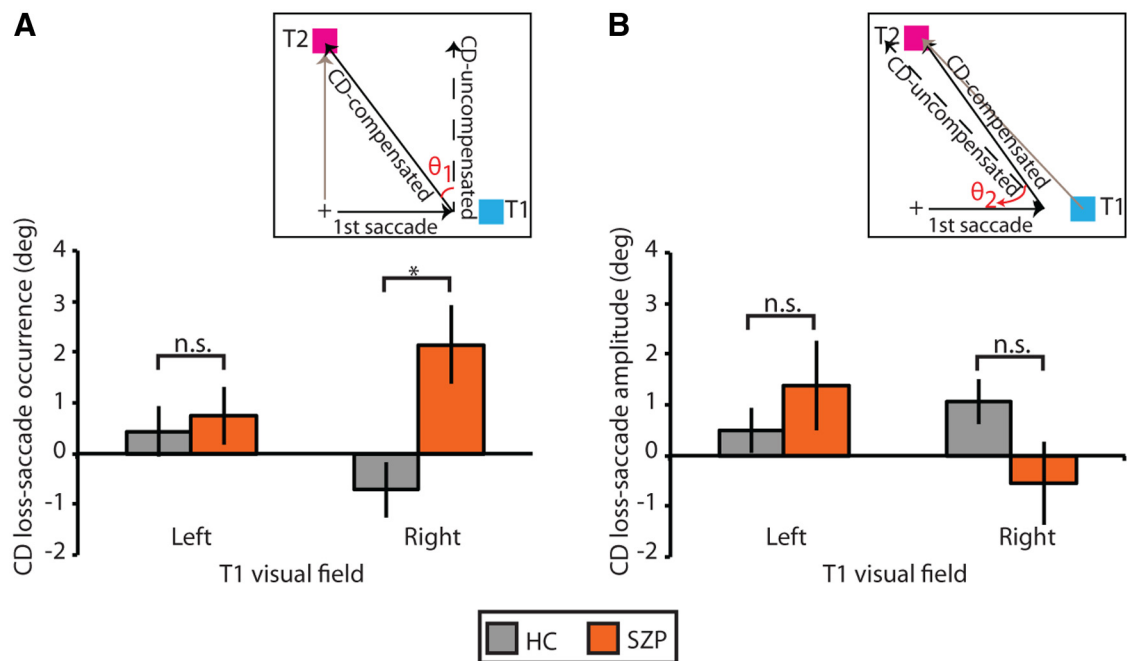 A
T2
CD-compensated
CD-uncompensated
θ1
T1
+
1st saccade
CD loss-saccade occurrence (deg)
4
3
2
1
0
-1
-2
n.s.
*
Left
Right
T1 visual field
B
T2
CD-compensated
CD-uncompensated
θ2
T1
+
1st saccade
CD loss-saccade amplitude (deg)
4
3
2
1
0
-1
-2
n.s.
n.s.
Left
Right
T1 visual field
HC
SZP